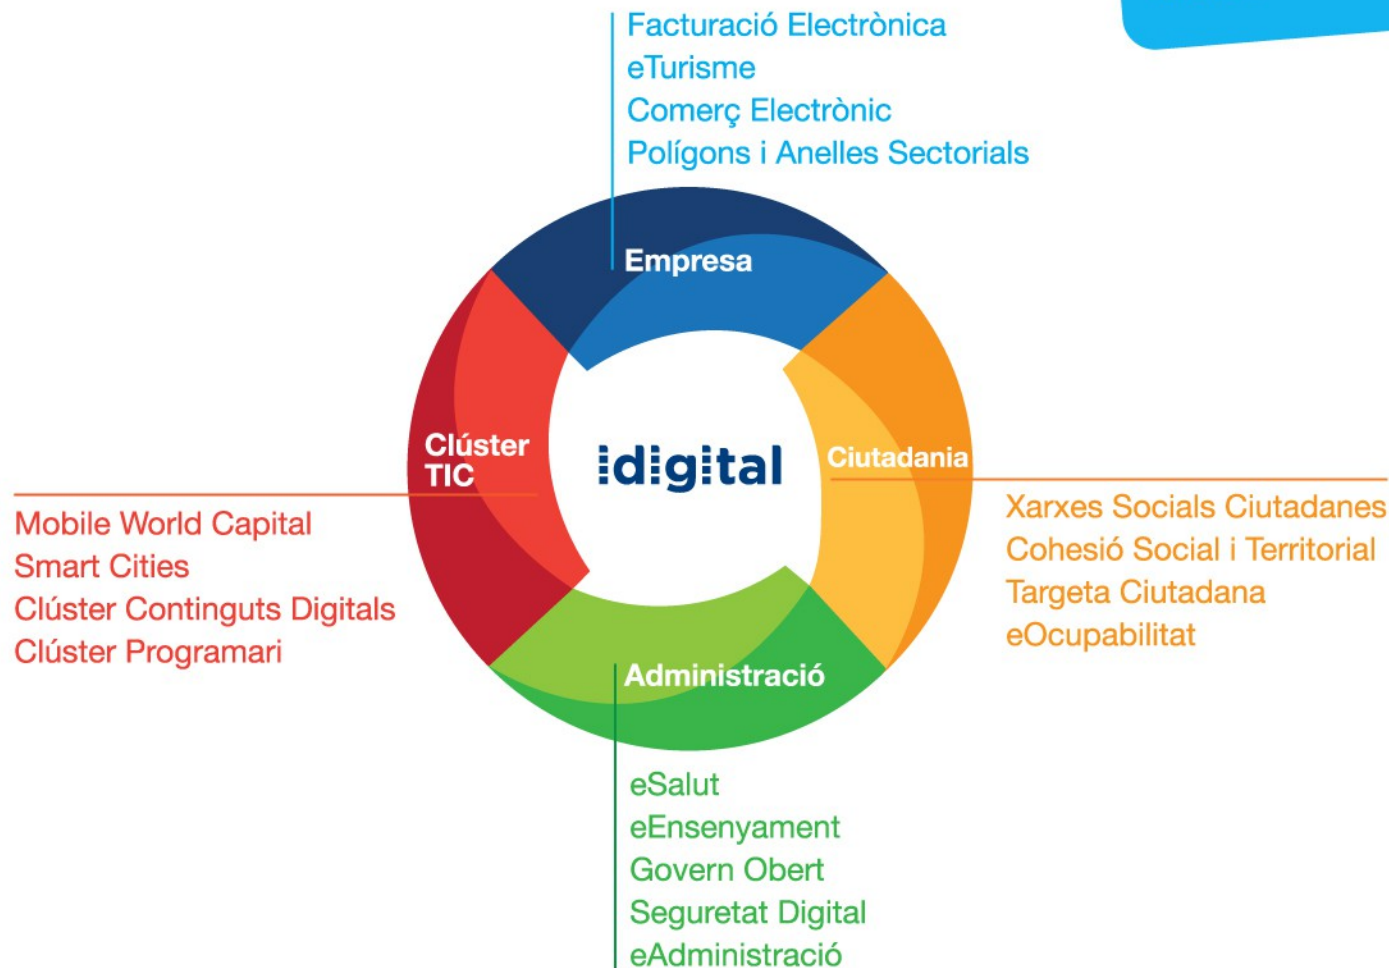 Facturació Electrònica
eTurisme
Comerç Electrònic
Polígons i Anelles Sectorials
Empresa
Clúster
TIC
idigital
Ciutadania
Mobile World Capital
Smart Cities
Clúster Continguts Digitals
Clúster Programari
Xarxes Socials Ciutadanes
Cohesió Social i Territorial
Targeta Ciutadana
eOcupabilitat
Administració
eSalut
eEnsenyament
Govern Obert
Seguretat Digital
eAdministració